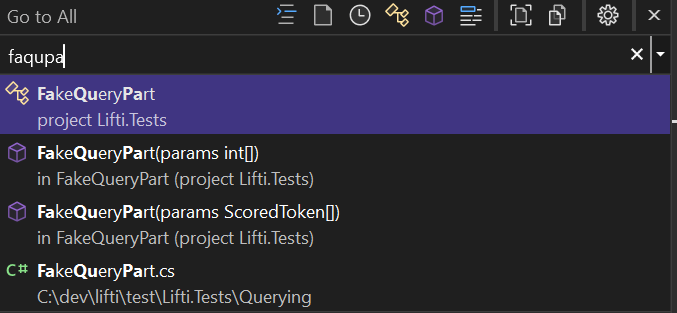 Go to All
faqupa
FakeQueryPart
project Lifti.Tests
FakeQueryPart(params int[])
in FakeQueryPart (project Lifti.Tests)
FakeQueryPart(params ScoredToken[])
in FakeQueryPart (project Lifti.Tests)
C# FakeQueryPart.cs
C:\dev\lifti\test\Lifti.Tests\Querying